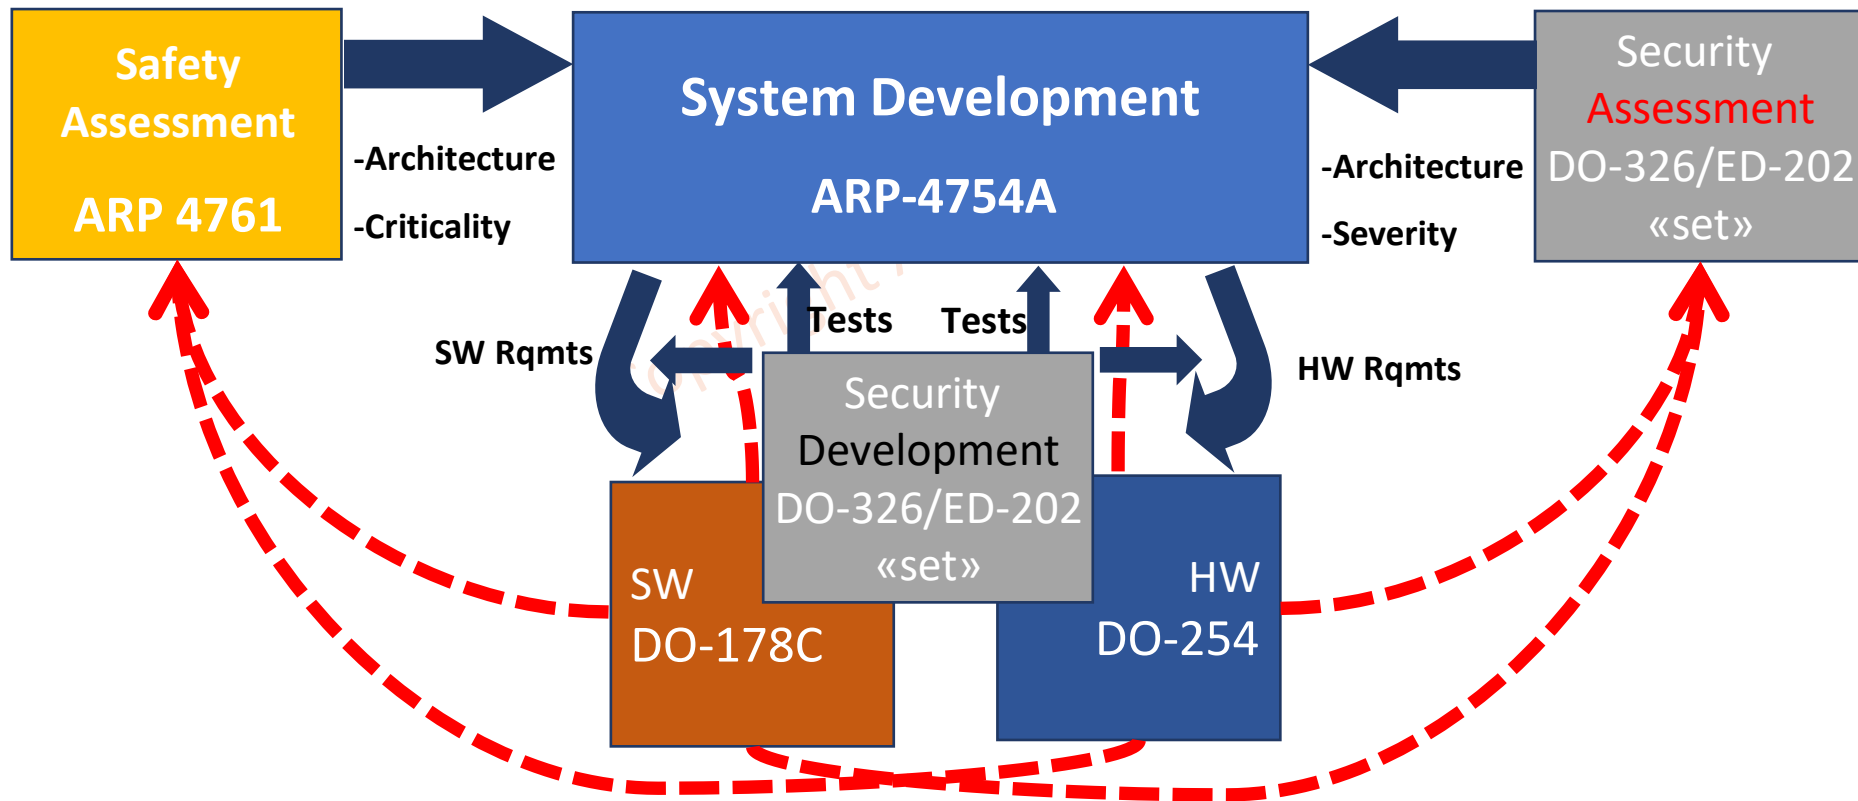 Safety
Assessment
ARP 4761
-Architecture
-Criticality
System Development
ARP-4754A
-Architecture
-Severity
Security
Assessment
DO-326/ED-202
«set»
SW Rqmts
Tests
Tests
HW Rqmts
Copyright
Security
Development
DO-326/ED-202
«set»
SW
DO-178C
HW
DO-254